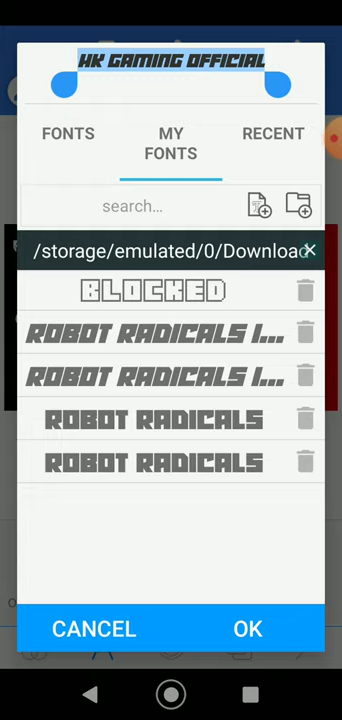 HK GAMING OFFICIAL
FONTS
MY
FONTS
RECENT
search...
/storage/emulated/0/Download
BLOCKED
ROBOT RADICALS I...
ROBOT RADICALS I...
ROBOT RADICALS
ROBOT RADICALS
CANCEL
OK